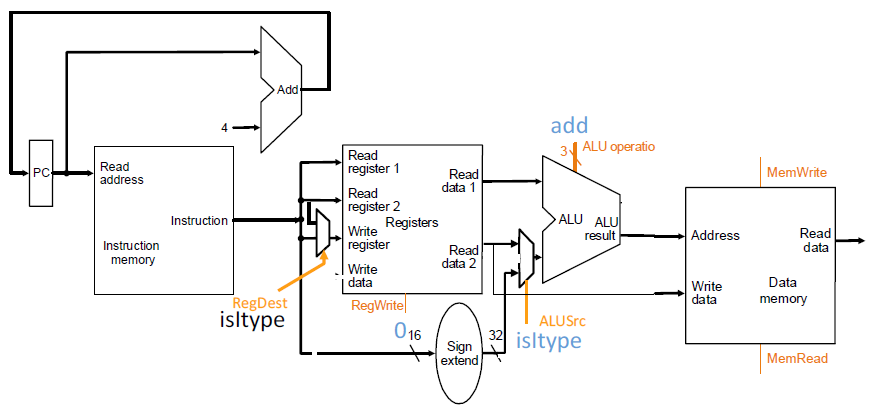 Add
4
add
3
ALU operatio
PC
Read
address
Instruction
Instruction
memory
Read
register 1
Read
register 2
Write
register
Write
data
Registers
Read
data 1
Read
data 2
RegWrite
RegDest
isItype
0
16
Sign
extend
32
ALUSrc
isItype
ALU
ALU
result
MemWrite
Address
Read
data
Write
data
Data
memory
MemRead